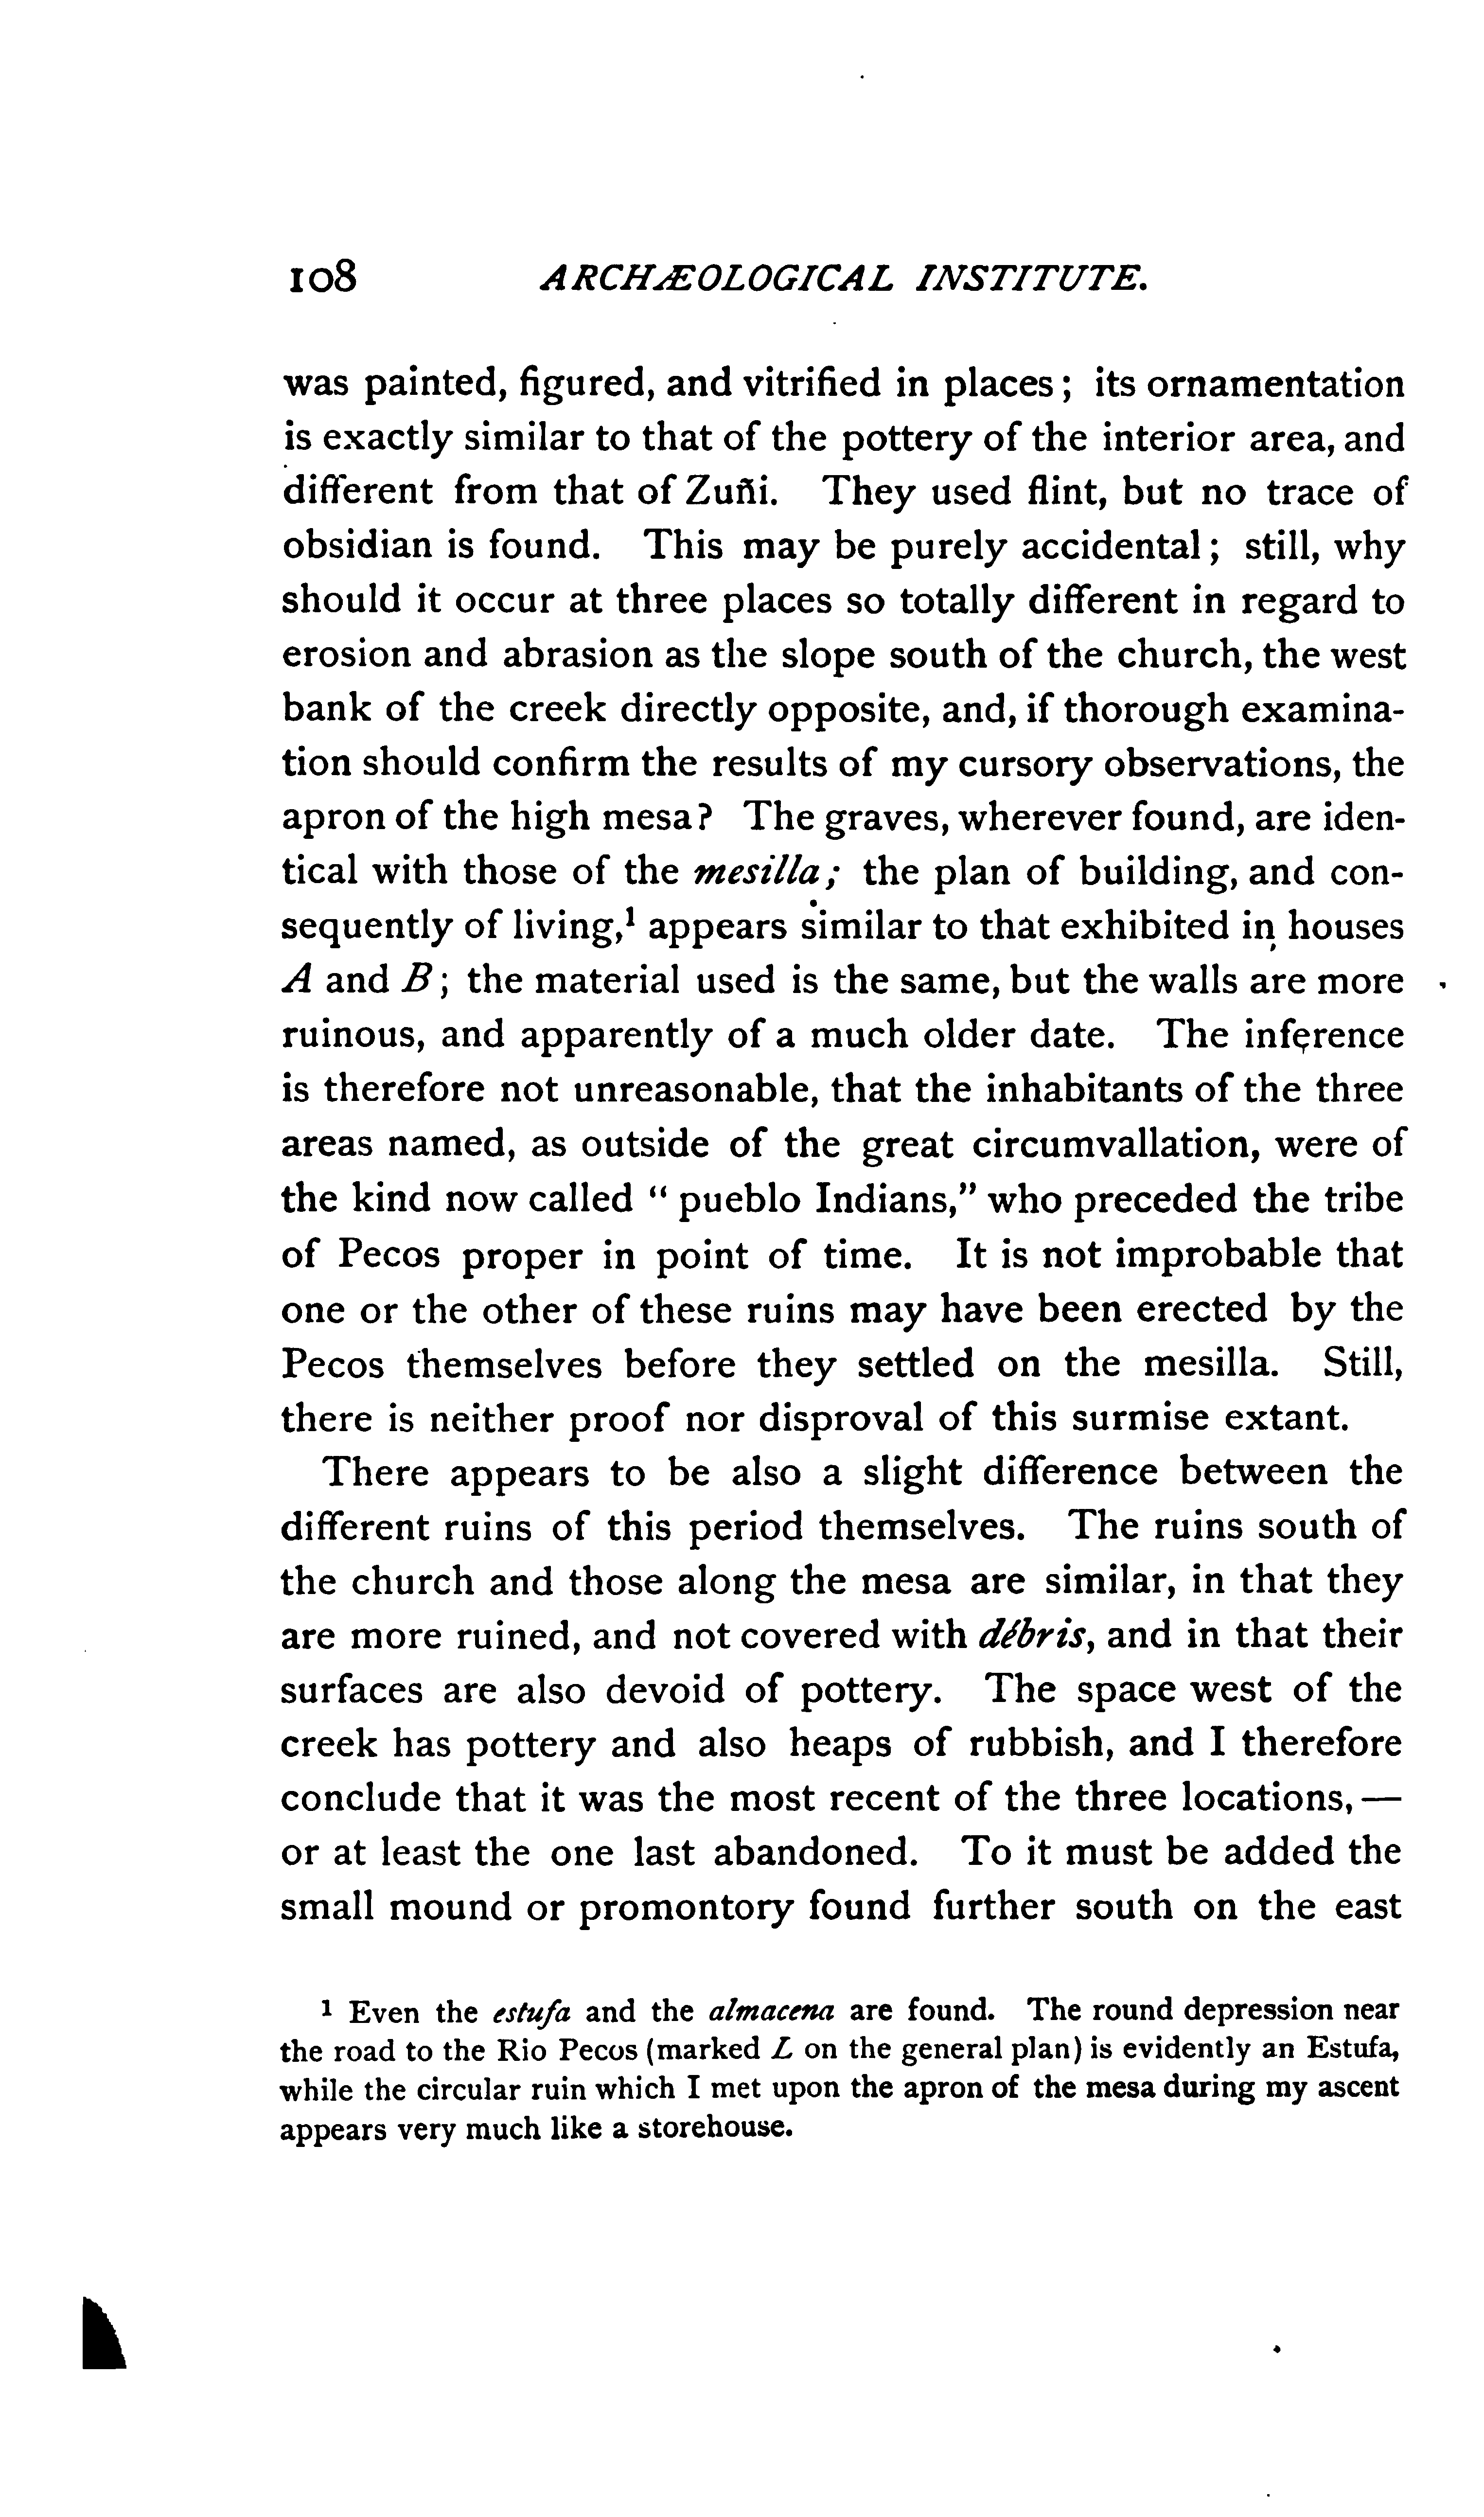 108 ARCHÆOLOGICAL INSTITUTE.
was painted, figured, and vitrified in places; its ornamentation
is exactly similar to that of the pottery of the interior area, and
different from that of Zuñi. They used flint, but no trace of
obsidian is found. This may be purely accidental; still, why
should it occur at three places so totally different in regard to
erosion and abrasion as the slope south of the church, the west
bank of the creek directly opposite, and, if thorough examina-
tion should confirm the results of my cursory observations, the
apron of the high mesa? The graves, wherever found, are iden-
tical with those of the mesilla; the plan of building, and con-
sequently of living,¹ appears similar to that exhibited in houses
A and B; the material used is the same, but the walls are more
ruinous, and apparently of a much older date. The inference
is therefore not unreasonable, that the inhabitants of the three
areas named, as outside of the great circumvallation, were of
the kind now called "pueblo Indians," who preceded the tribe
of Pecos proper in point of time. It is not improbable that
one or the other of these ruins may have been erected by the
Pecos themselves before they settled on the mesilla. Still,
there is neither proof nor disproval of this surmise extant.
There appears to be also a slight difference between the
different ruins of this period themselves. The ruins south of
the church and those along the mesa are similar, in that they
are more ruined, and not covered with débris, and in that their
surfaces are also devoid of pottery. The space west of the
creek has pottery and also heaps of rubbish, and I therefore
conclude that it was the most recent of the three locations,—
or at least the one last abandoned. To it must be added the
small mound or promontory found further south on the east
¹ Even the estufa and the almacena are found. The round depression near
the road to the Rio Pecos (marked L on the general plan) is evidently an Estufa,
while the circular ruin which I met upon the apron of the mesa during my ascent
appears very much like a storehouse.